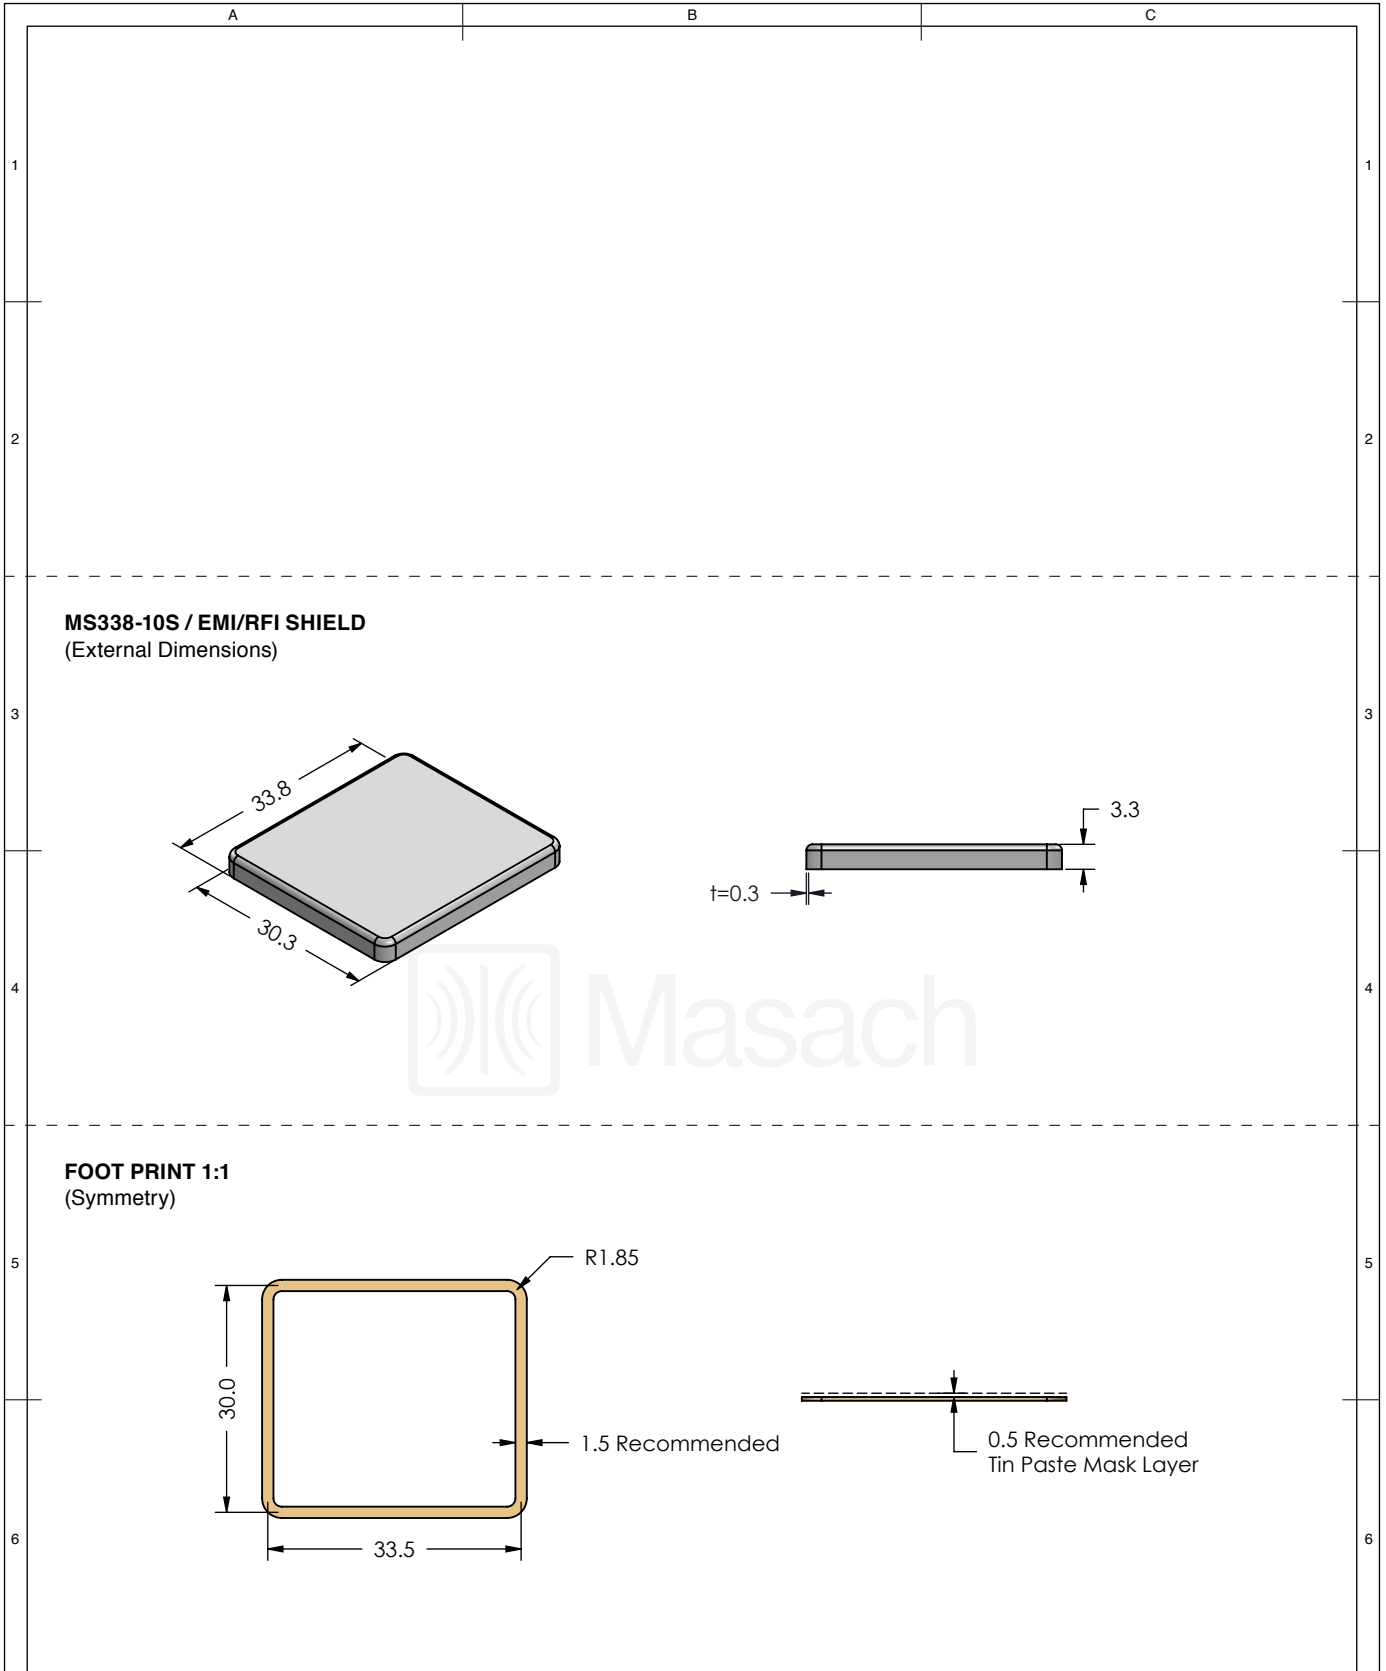 A B C
1 1
2 2
MS338-10S / EMI/RFI SHIELD
(External Dimensions)
3 3
33.8
3.3
t=0.3
30.3
Masach
4 4
FOOT PRINT 1:1
(Symmetry)
R1.85
5 5
30.0
1.5 Recommended
0.5 Recommended
Tin Paste Mask Layer
33.5
6 6